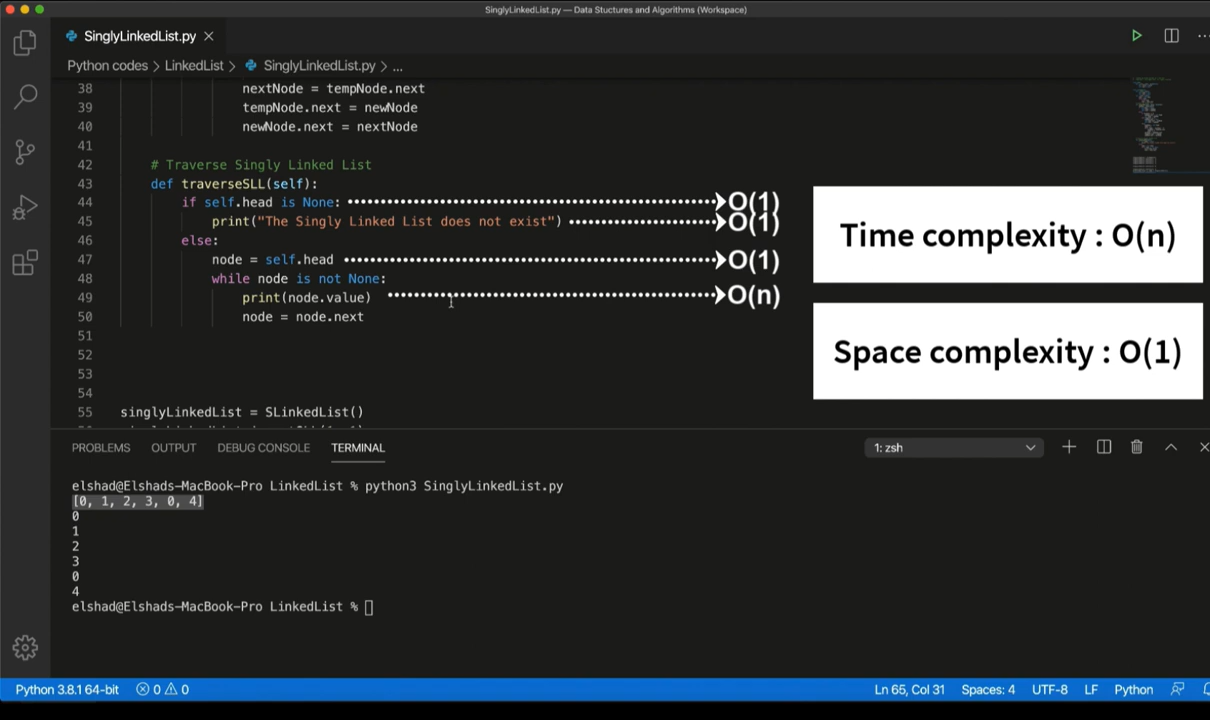 SinglyLinkedList.py — Data Stuctures and Algorithms (Workspace)
SinglyLinkedList.py
Python codes > LinkedList > SinglyLinkedList.py > ...
38 nextNode = tempNode.next
39 tempNode.next = newNode
40 newNode.next = nextNode
41
42 # Traverse Singly Linked List
43 def traverseSLL(self):
44 if self.head is None: O(1)
45 print("The Singly Linked List does not exist") O(1)
46 else:
47 node = self.head O(1)
48 while node is not None:
49 print(node.value) O(n)
50 node = node.next
51
52
53
54
55 singlyLinkedList = SLinkedList()
Time complexity : O(n)
Space complexity : O(1)
PROBLEMS OUTPUT DEBUG CONSOLE TERMINAL 1: zsh
elshad@Elshads-MacBook-Pro LinkedList % python3 SinglyLinkedList.py
[0, 1, 2, 3, 0, 4]
0
1
2
3
0
4
elshad@Elshads-MacBook-Pro LinkedList %
Python 3.8.1 64-bit 0 0 Ln 65, Col 31 Spaces: 4 UTF-8 LF Python